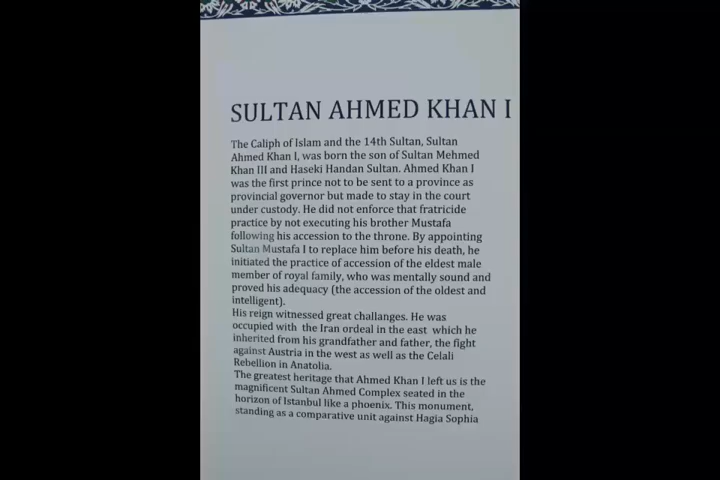 SULTAN AHMED KHAN I
The Caliph of Islam and the 14th Sultan, Sultan
Ahmed Khan I, was born the son of Sultan Mehmed
Khan III and Haseki Handan Sultan. Ahmed Khan I
was the first prince not to be sent to a province as
provincial governor but made to stay in the court
under custody. He did not enforce that fratricide
practice by not executing his brother Mustafa
following his accession to the throne. By appointing
Sultan Mustafa I to replace him before his death, he
initiated the practice of accession of the eldest male
member of royal family, who was mentally sound and
proved his adequacy (the accession of the oldest and
intelligent).
His reign witnessed great challanges. He was
occupied with the Iran ordeal in the east which he
inherited from his grandfather and father, the fight
against Austria in the west as well as the Celali
Rebellion in Anatolia.
The greatest heritage that Ahmed Khan I left us is the
magnificent Sultan Ahmed Complex seated in the
horizon of Istanbul like a phoenix. This monument,
standing as a comparative unit against Hagia Sophia